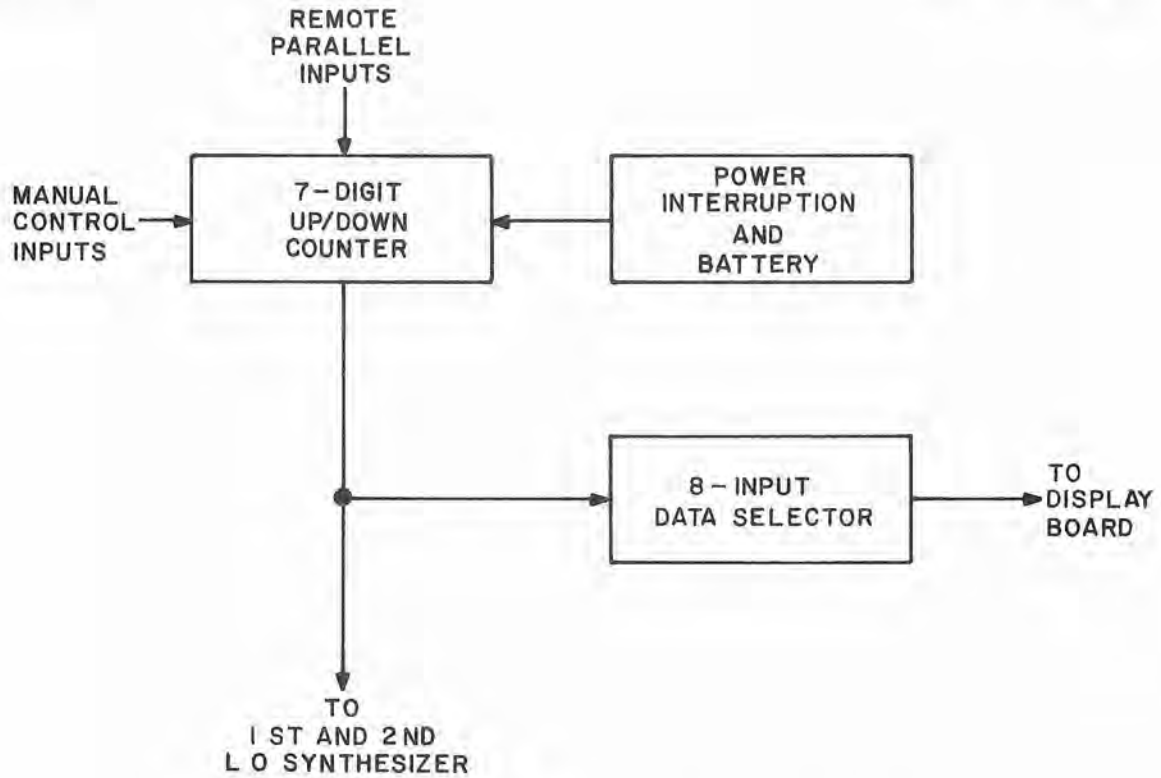 REMOTE
PARALLEL
INPUTS
MANUAL
CONTROL
INPUTS
7-DIGIT
UP/DOWN
COUNTER
POWER
INTERRUPTION
AND
BATTERY
8-INPUT
DATA SELECTOR
TO
DISPLAY
BOARD
TO
1 ST AND 2 ND
L O SYNTHESIZER